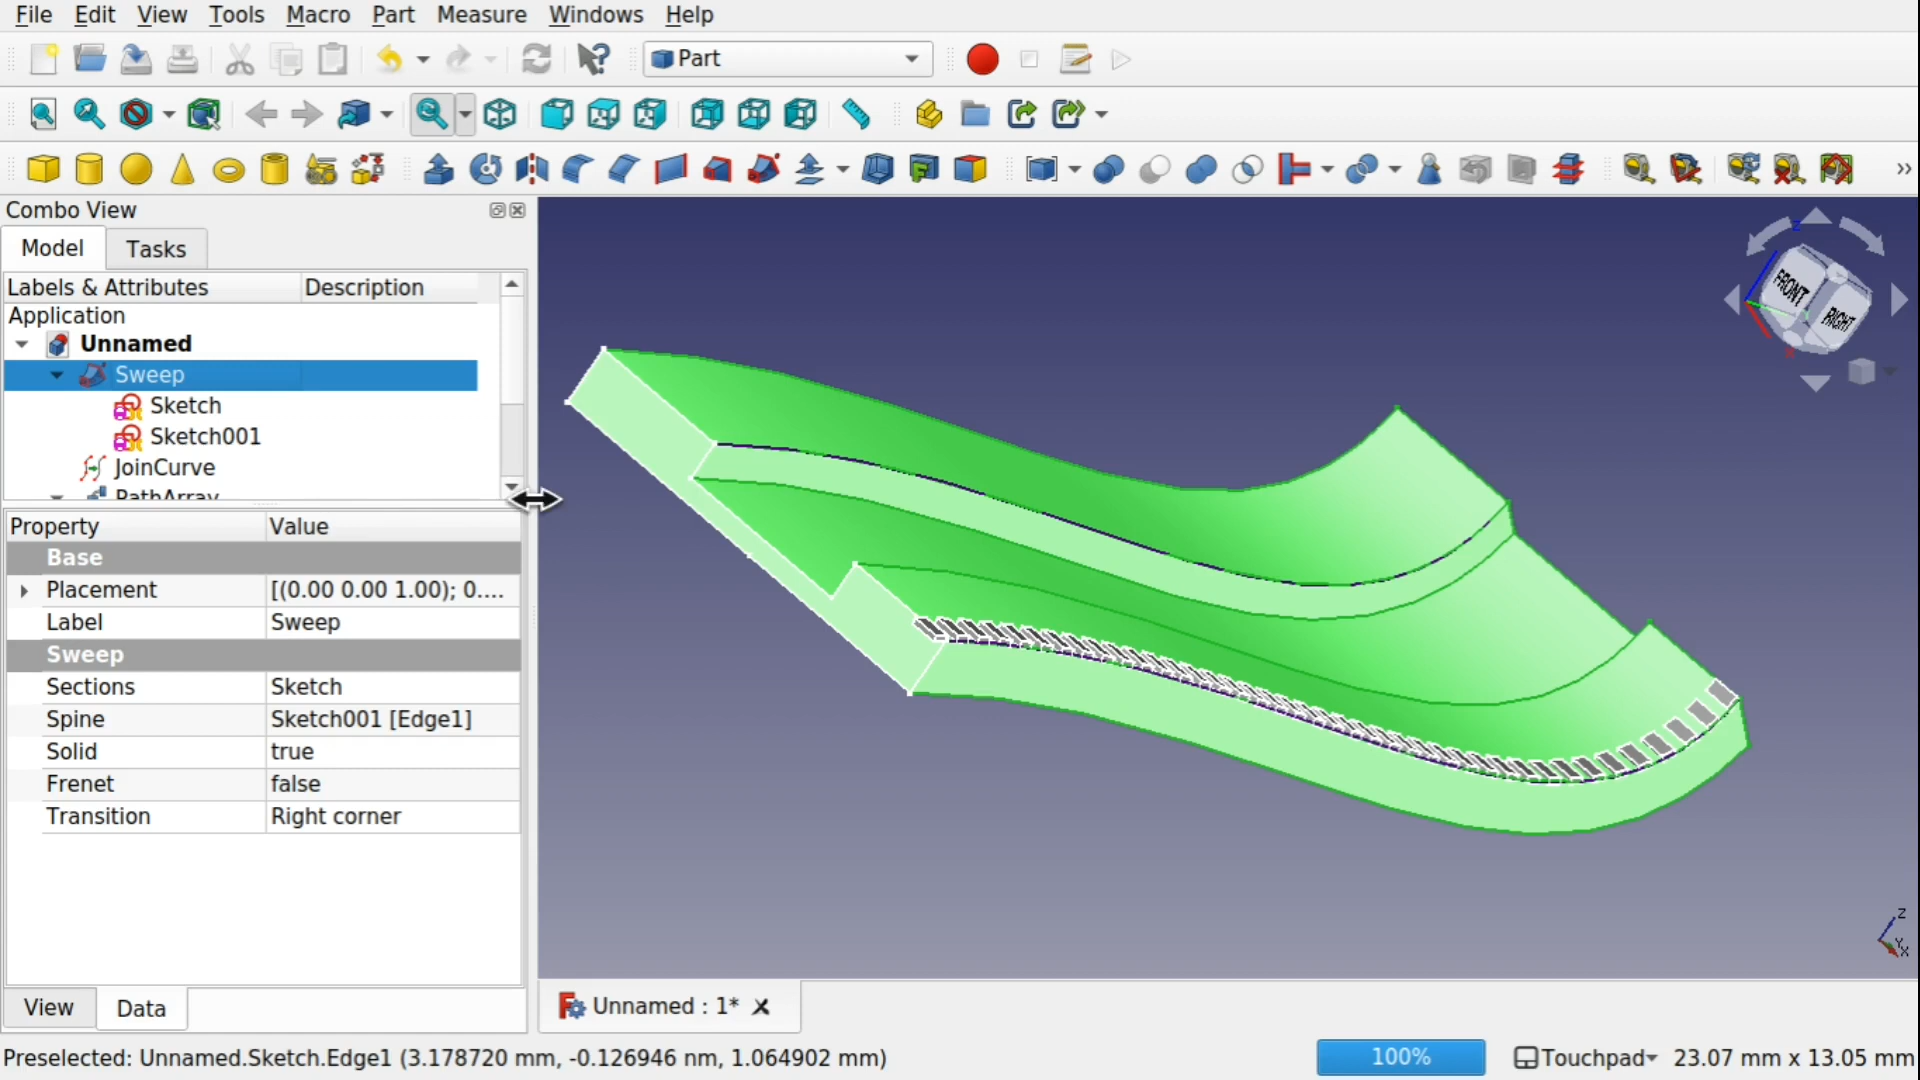 File Edit View Tools Macro Part Measure Windows Help
Part
Combo View
Model Tasks
Labels & Attributes Description
Application
Unnamed
Sweep
Sketch
Sketch001
JoinCurve
PathArray
Property Value
Base
Placement [(0.00 0.00 1.00); 0....
Label Sweep
Sweep
Sections Sketch
Spine Sketch001 [Edge1]
Solid true
Frenet false
Transition Right corner
View Data
FRONT
RIGHT
Z
X
Z
Y
X
Unnamed : 1*
Preselected: Unnamed.Sketch.Edge1 (3.178720 mm, -0.126946 nm, 1.064902 mm)
100% Touchpad 23.07 mm x 13.05 mm